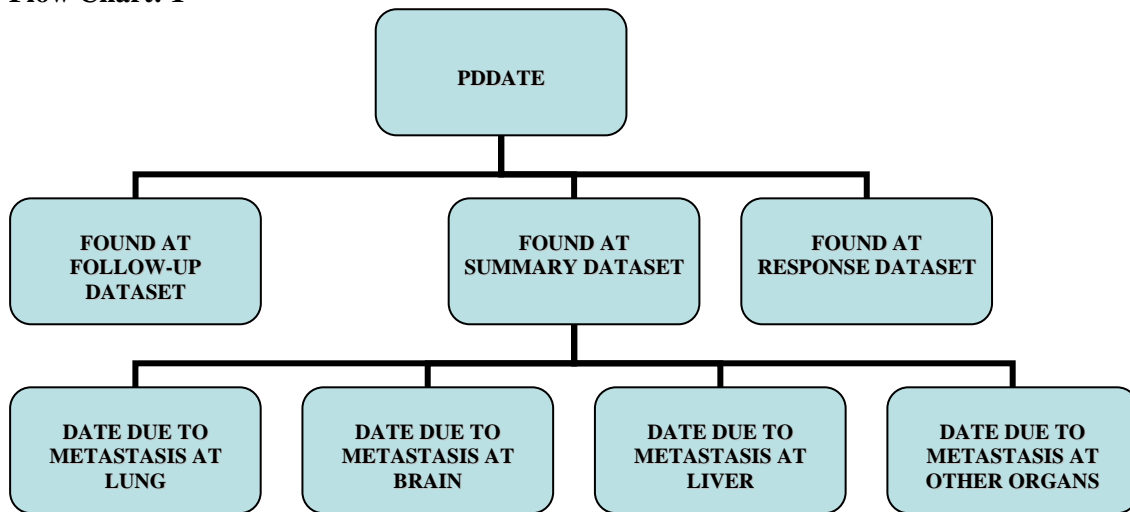 Flow Chart: 1
PDDATE
FOUND AT
FOLLOW-UP
DATASET
FOUND AT
SUMMARY DATASET
FOUND AT
RESPONSE DATASET
DATE DUE TO
METASTASIS AT
LUNG
DATE DUE TO
METASTASIS AT
BRAIN
DATE DUE TO
METASTASIS AT
LIVER
DATE DUE TO
METASTASIS AT
OTHER ORGANS